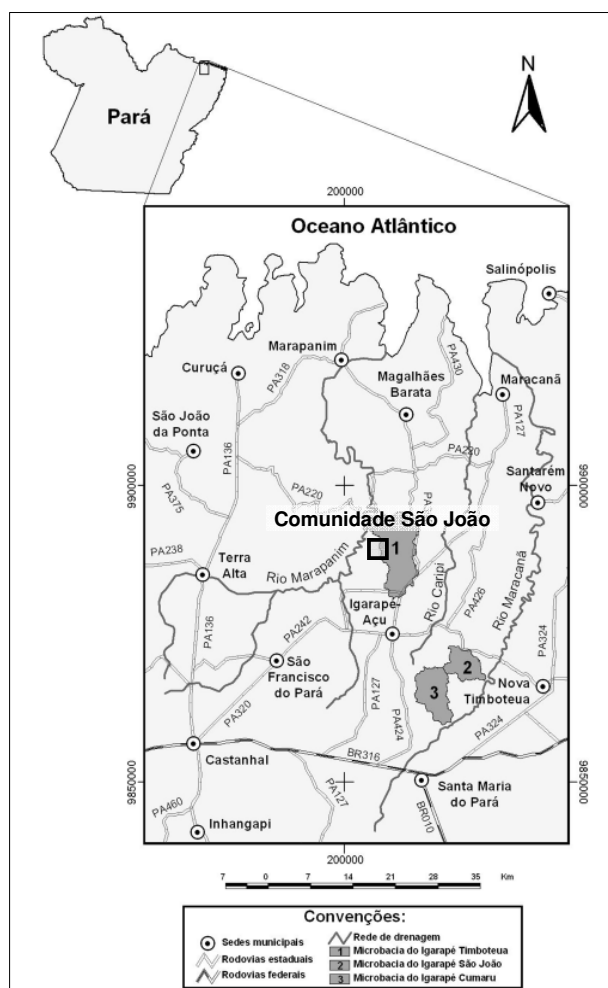 Pará
N
200000
Oceano Atlântico
Salinópolis
Marapanim
Curuçá
PA318
PA430
Magalhães
Barata
Maracanã
PA127
São João
da Ponta
PA136
PA220
Santarém
Novo
9900000
9900000
PA375
PA220
Comunidade São João
PA238
Terra
Alta
Rio Marapanim
1
Rio Caripi
PA426
Rio Maracanã
Igarapé-
Açu
PA324
PA136
PA242
São
Francisco
do Pará
PA127
PA424
2
3
Nova
Timboteua
PA320
PA324
Castanhal
BR316
9850000
9850000
Santa Maria
do Pará
PA460
PA127
BR010
Inhangapi
200000
7 0 7 14 21 28 35 Km
Convenções:
Sedes municipais
Rodovias estaduais
Rodovias federais
Rede de drenagem
1 Microbacia do Igarapé Timboteua
2 Microbacia do Igarapé São João
3 Microbacia do Igarapé Cumaru